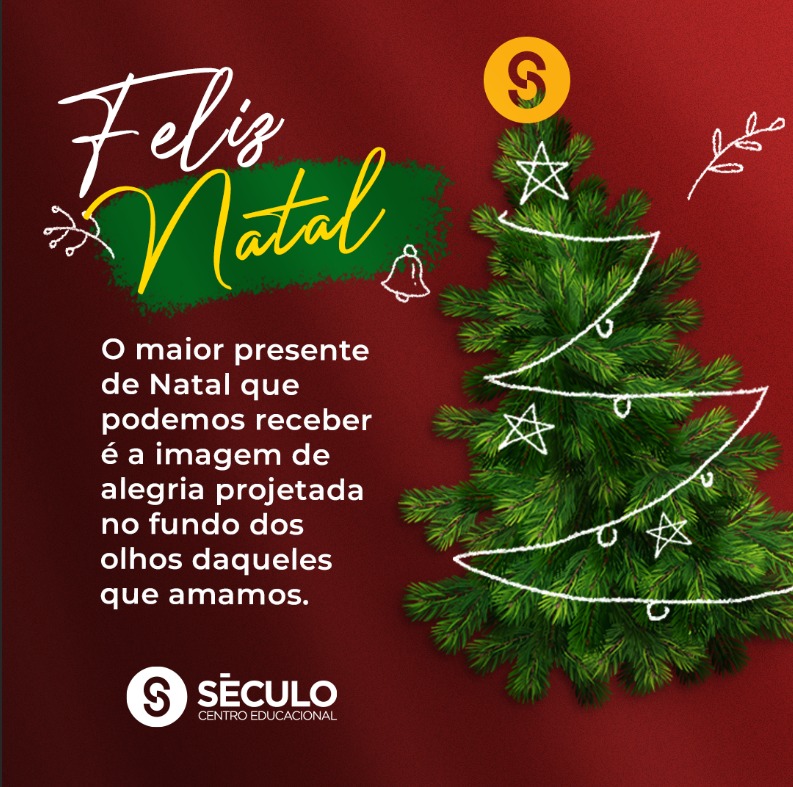 Feliz
Natal
O maior presente
de Natal que
podemos receber
é a imagem de
alegria projetada
no fundo dos
olhos daqueles
que amamos.
SÉCULO
CENTRO EDUCACIONAL